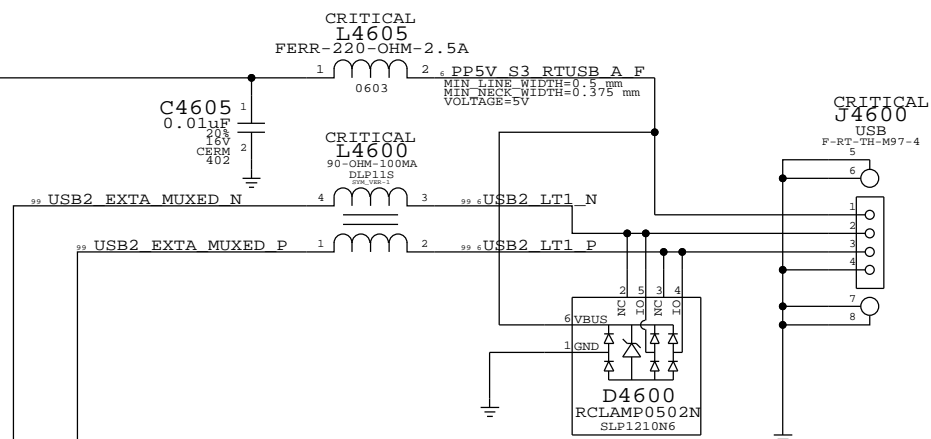 CRITICAL
L4605
FERR-220-OHM-2.5A
1
2
6 PP5V_S3_RTUSB_A_F
0603
MIN_LINE_WIDTH=0.5 mm
MIN_NECK_WIDTH=0.375 mm
VOLTAGE=5V
C4605
1
0.01uF
20%
16V
CERM
402
2
CRITICAL
L4600
90-OHM-100MA
DLP11S
SYM_VER-1
CRITICAL
J4600
USB
F-RT-TH-M97-4
5
6
99 USB2_EXTA_MUXED_N
4
3
99 6 USB2_LT1_N
1
2
3
4
99 USB2_EXTA_MUXED_P
1
2
99 6 USB2_LT1_P
2
5
3
4
NC
IO
NC
IO
7
8
6
VBUS
1
GND
D4600
RCLAMP0502N
SLP1210N6